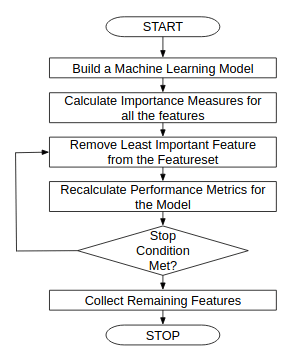 START
Build a Machine Learning Model
Calculate Importance Measures for
all the features
Remove Least Important Feature
from the Featureset
Recalculate Performance Metrics for
the Model
Stop
Condition
Met?
Collect Remaining Features
STOP